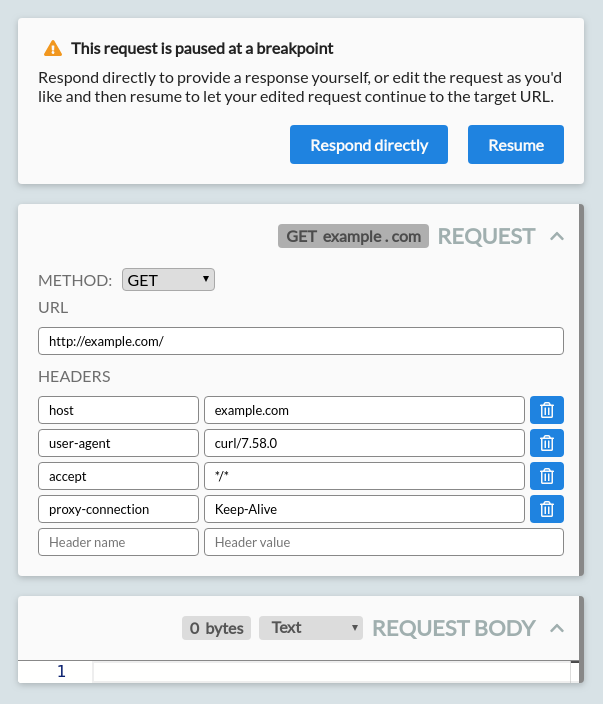 This request is paused at a breakpoint
Respond directly to provide a response yourself, or edit the request as you'd
like and then resume to let your edited request continue to the target URL.
Respond directly Resume
GET example . com REQUEST
METHOD: GET
URL
http://example.com/
HEADERS
host example.com
user-agent curl/7.58.0
accept */*
proxy-connection Keep-Alive
Header name Header value
0 bytes Text REQUEST BODY
1